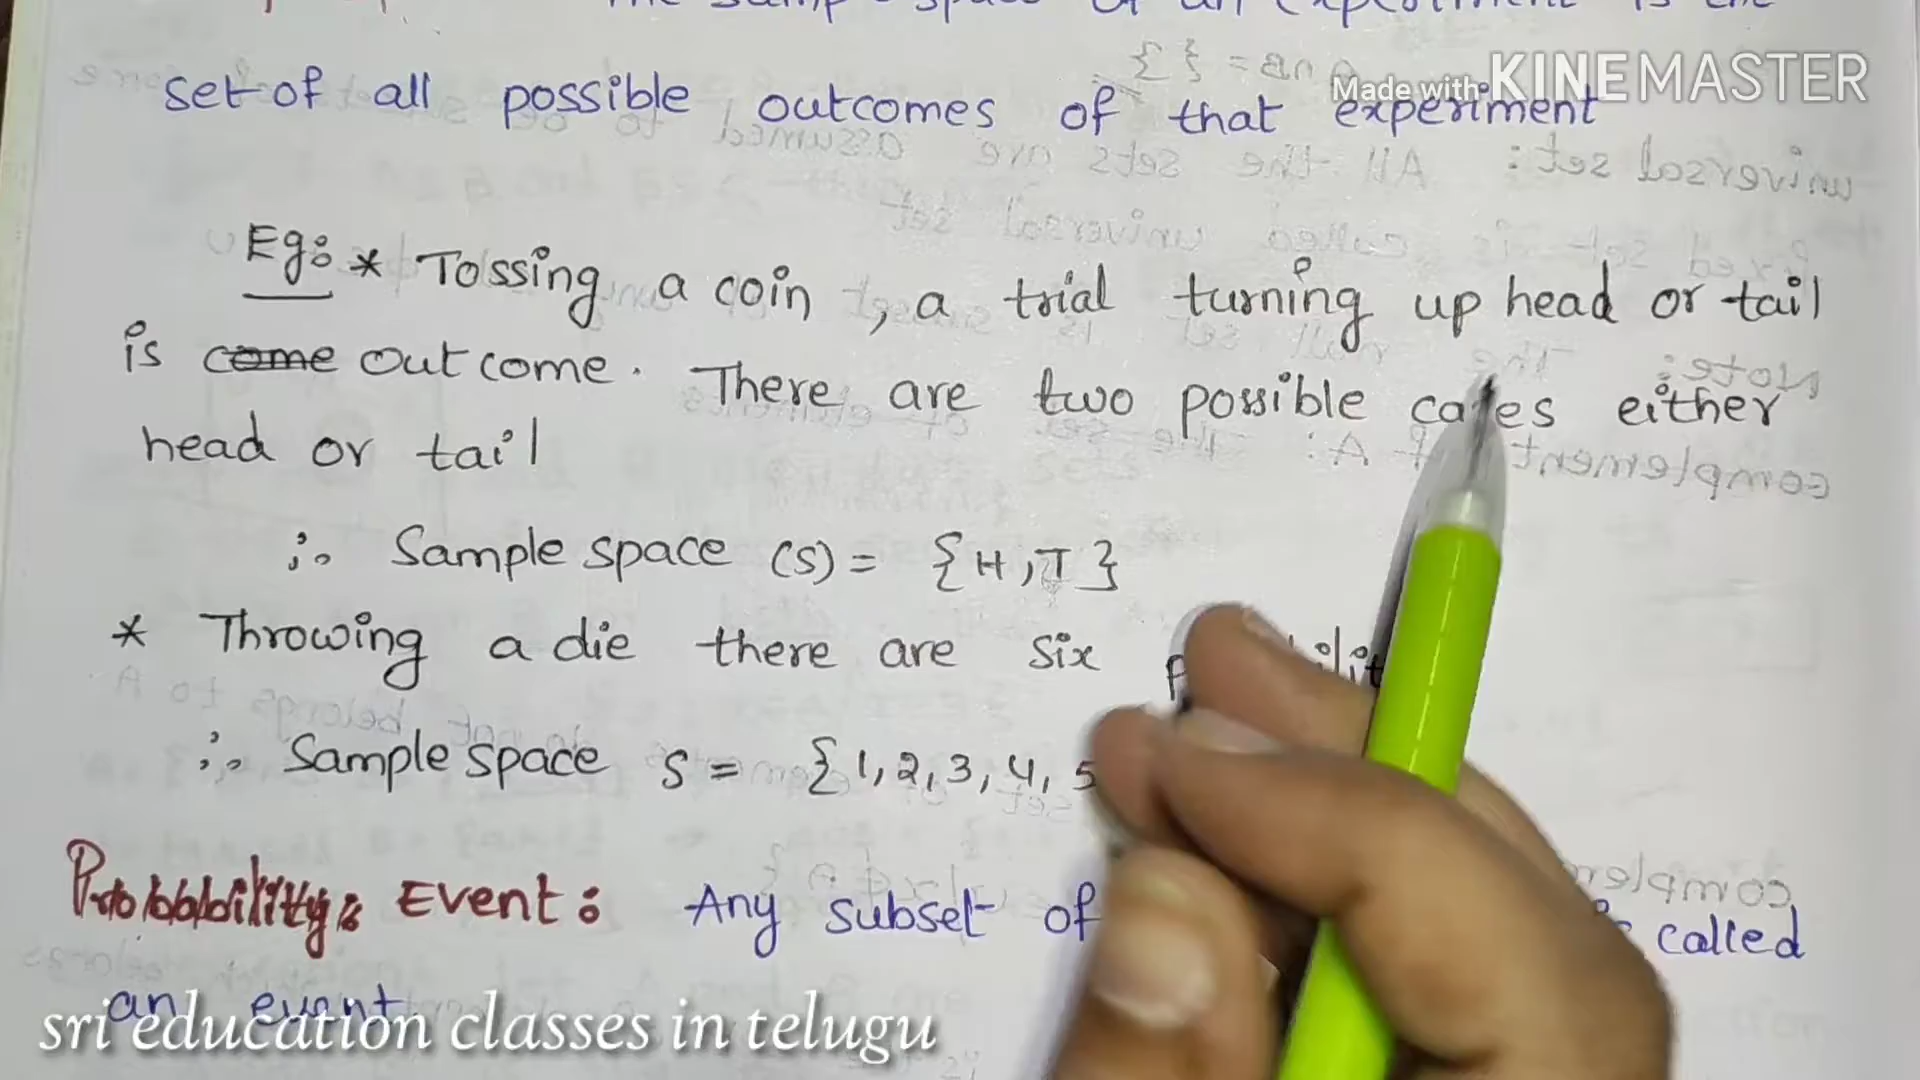 set of all possible outcomes of that experiment
Made with KINEMASTER
Eg: * Tossing a coin, a trial turning up head or tail
is come outcome. There are two possible cases either
head or tail
∴ Sample space (S) = {H,T}
* Throwing a die there are six
∴ Sample space S = {1, 2, 3, 4, 5
Probability: Event: Any subset of called
an event
sri education classes in telugu